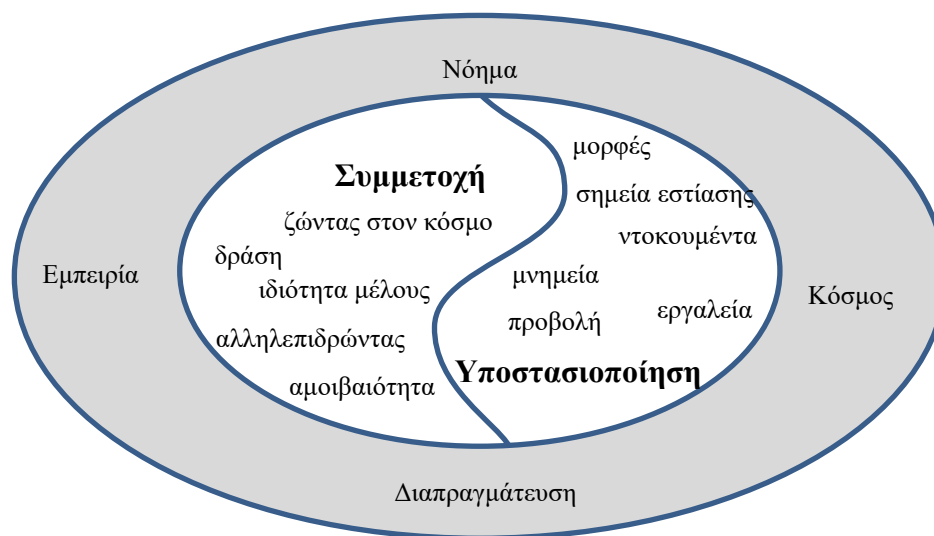 Νόημα
Συμμετοχή
ζώντας στον κόσμο
δράση
ιδιότητα μέλους
αλληλεπιδρώντας
αμοιβαιότητα
μορφές
σημεία εστίασης
ντοκουμέντα
μνημεία
εργαλεία
προβολή
Υποστασιοποίηση
Εμπειρία
Κόσμος
Διαπραγμάτευση